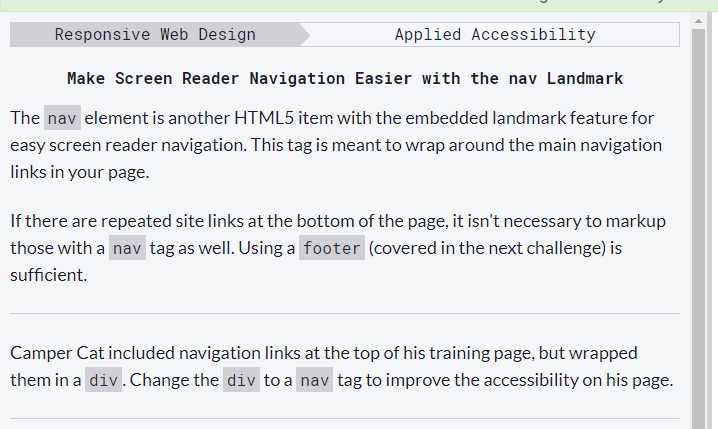 Responsive Web Design
Applied Accessibility
Make Screen Reader Navigation Easier with the nav Landmark
The nav element is another HTML5 item with the embedded landmark feature for
easy screen reader navigation. This tag is meant to wrap around the main navigation
links in your page.
If there are repeated site links at the bottom of the page, it isn't necessary to markup
those with a nav tag as well. Using a footer (covered in the next challenge) is
sufficient.
Camper Cat included navigation links at the top of his training page, but wrapped
them in a div. Change the div to a nav tag to improve the accessibility on his page.